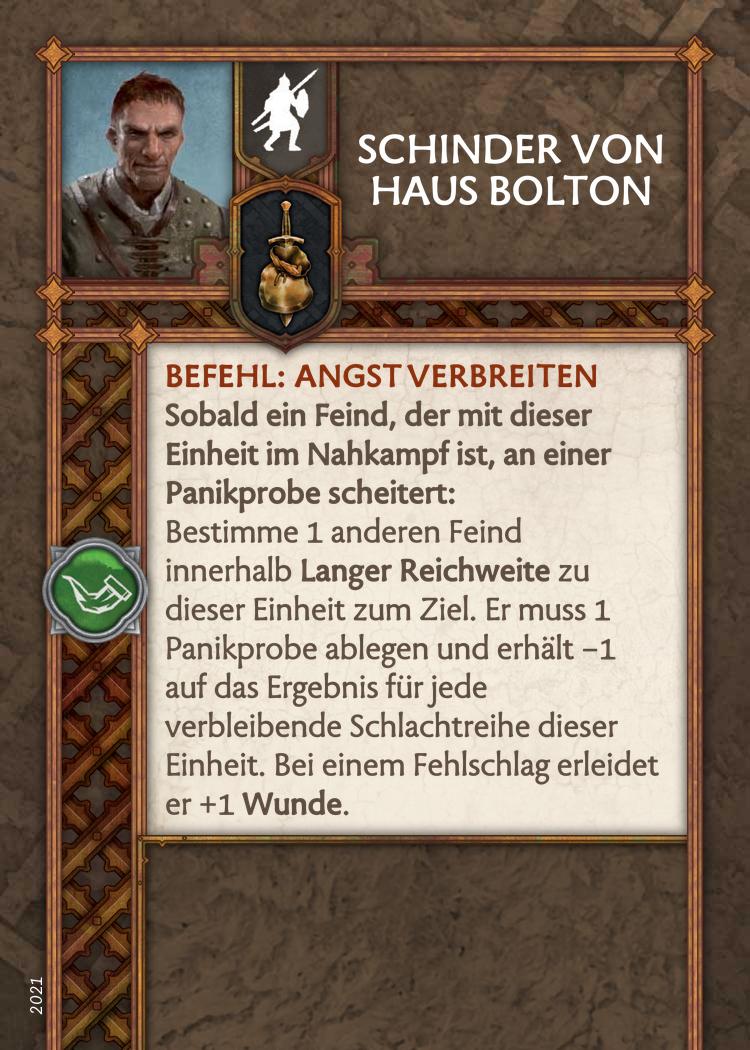 SCHINDER VON
HAUS BOLTON
BEFEHL: ANGST VERBREITEN
Sobald ein Feind, der mit dieser
Einheit im Nahkampf ist, an einer
Panikprobe scheitert:
Bestimme 1 anderen Feind
innerhalb Langer Reichweite zu
dieser Einheit zum Ziel. Er muss 1
Panikprobe ablegen und erhält –1
auf das Ergebnis für jede
verbleibende Schlachtreihe dieser
Einheit. Bei einem Fehlschlag erleidet
er +1 Wunde.
2021